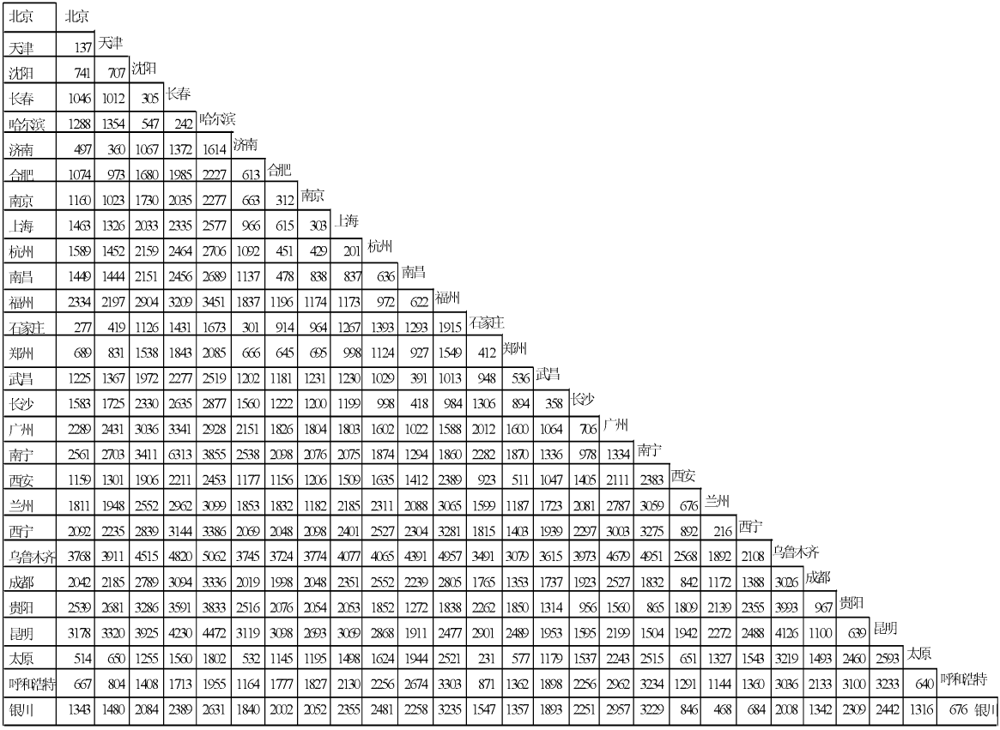 北京 北京
天津 137 天津
沈阳 741 707 沈阳
长春 1046 1012 305 长春
哈尔滨 1288 1354 547 242 哈尔滨
济南 497 360 1067 1372 1614 济南
合肥 1074 973 1680 1985 2227 613 合肥
南京 1160 1023 1730 2035 2277 663 312 南京
上海 1463 1326 2033 2335 2577 966 615 303 上海
杭州 1589 1452 2159 2464 2706 1092 451 429 201 杭州
南昌 1449 1444 2151 2456 2689 1137 478 838 837 636 南昌
福州 2334 2197 2904 3209 3451 1837 1196 1174 1173 972 622 福州
石家庄 277 419 1126 1431 1673 301 914 964 1267 1393 1293 1915 石家庄
郑州 689 831 1538 1843 2085 666 645 695 998 1124 927 1549 412 郑州
武昌 1225 1367 1972 2277 2519 1202 1181 1231 1230 1029 391 1013 948 536 武昌
长沙 1583 1725 2330 2635 2877 1560 1222 1200 1199 998 418 984 1306 894 358 长沙
广州 2289 2431 3036 3341 2928 2151 1826 1804 1803 1602 1022 1588 2012 1600 1064 706 广州
南宁 2561 2703 3411 6313 3855 2538 2098 2076 2075 1874 1294 1860 2282 1870 1336 978 1334 南宁
西安 1159 1301 1906 2211 2453 1177 1156 1206 1509 1635 1412 2389 923 511 1047 1405 2111 2383 西安
兰州 1811 1948 2552 2962 3099 1853 1832 1182 2185 2311 2088 3065 1599 1187 1723 2081 2787 3059 676 兰州
西宁 2092 2235 2839 3144 3386 2069 2048 2098 2401 2527 2304 3281 1815 1403 1939 2297 3003 3275 892 216 西宁
乌鲁木齐 3768 3911 4515 4820 5062 3745 3724 3774 4077 4065 4391 4957 3491 3079 3615 3973 4679 4951 2568 1892 2108 乌鲁木齐
成都 2042 2185 2789 3094 3336 2019 1998 2048 2351 2552 2239 2805 1765 1353 1737 1923 2527 1832 842 1172 1388 3026 成都
贵阳 2539 2681 3286 3591 3833 2516 2076 2054 2053 1852 1272 1838 2262 1850 1314 956 1560 865 1809 2139 2355 3993 967 贵阳
昆明 3178 3320 3925 4230 4472 3119 3098 2693 3069 2868 1911 2477 2901 2489 1953 1595 2199 1504 1942 2272 2488 4126 1100 639 昆明
太原 514 650 1255 1560 1802 532 1145 1195 1498 1624 1944 2521 231 577 1179 1537 2243 2515 651 1327 1543 3219 1493 2460 2593 太原
呼和浩特 667 804 1408 1713 1955 1164 1777 1827 2130 2256 2674 3303 871 1362 1898 2256 2962 3234 1291 1144 1360 3036 2133 3100 3233 640 呼和浩特
银川 1343 1480 2084 2389 2631 1840 2002 2052 2355 2481 2258 3235 1547 1357 1893 2251 2957 3229 846 468 684 2008 1342 2309 2442 1316 676 银川